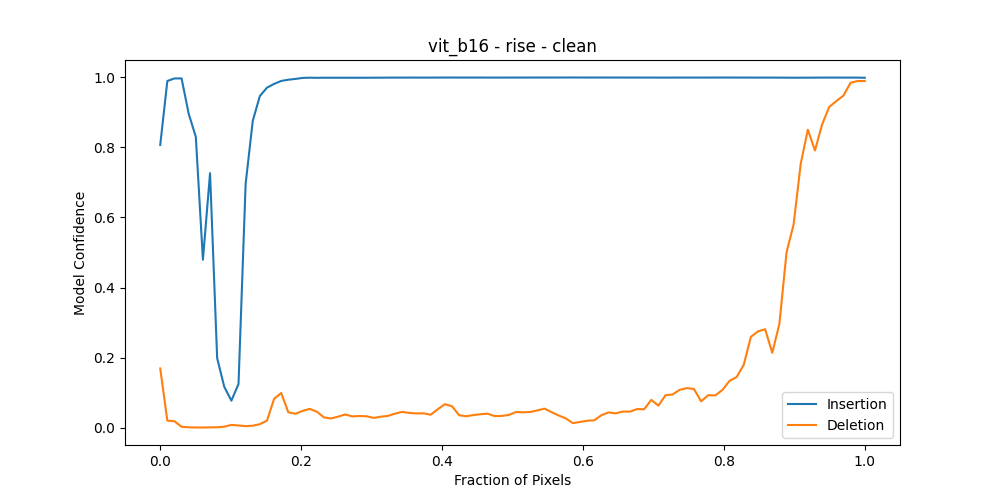 vit_b16 - rise - clean
1.0
0.8
0.6
0.4
0.2
0.0
Model Confidence
0.0 0.2 0.4 0.6 0.8 1.0
Fraction of Pixels
Insertion
Deletion